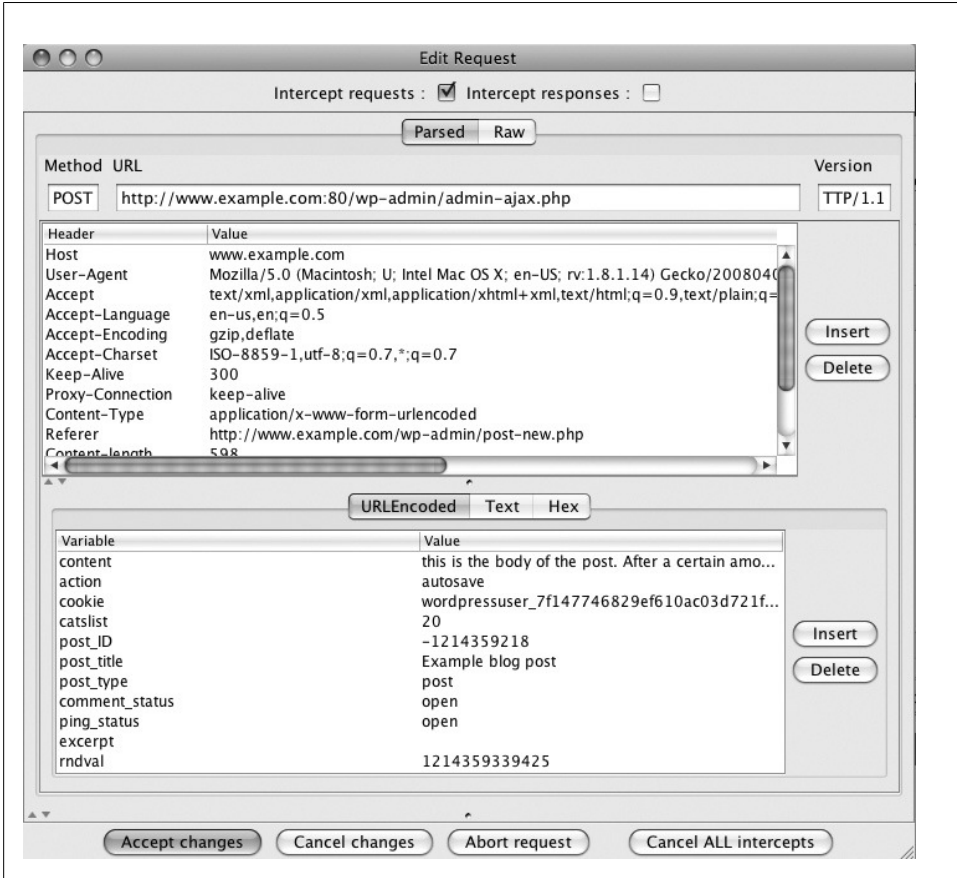 Edit Request
Intercept requests : Intercept responses :
Parsed Raw
Method URL Version
POST http://www.example.com:80/wp-admin/admin-ajax.php TTP/1.1
Header Value
Host www.example.com
User-Agent Mozilla/5.0 (Macintosh; U; Intel Mac OS X; en-US; rv:1.8.1.14) Gecko/2008040
Accept text/xml,application/xml,application/xhtml+xml,text/html;q=0.9,text/plain;q=
Accept-Language en-us,en;q=0.5
Accept-Encoding gzip,deflate
Insert
Accept-Charset ISO-8859-1,utf-8;q=0.7,*;q=0.7
Keep-Alive 300
Delete
Proxy-Connection keep-alive
Content-Type application/x-www-form-urlencoded
Referer http://www.example.com/wp-admin/post-new.php
Content-length 598
URLEncoded Text Hex
Variable Value
content this is the body of the post. After a certain amo...
action autosave
cookie wordpressuser_7f147746829ef610ac03d721f...
catslist 20
post_ID -1214359218
Insert
post_title Example blog post
Delete
post_type post
comment_status open
ping_status open
excerpt
rndval 1214359339425
Accept changes Cancel changes Abort request Cancel ALL intercepts